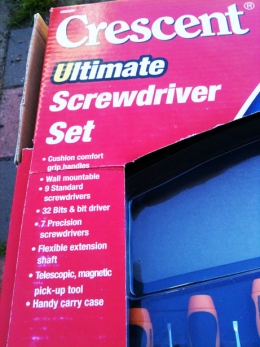 Crescent®
Ultimate
Screwdriver
Set
• Cushion comfort
grip handles
• Wall mountable
• 9 Standard
screwdrivers
• 32 Bits & bit driver
• 7 Precision
screwdrivers
• Flexible extension
shaft
• Telescopic, magnetic
pick-up tool
• Handy carry case